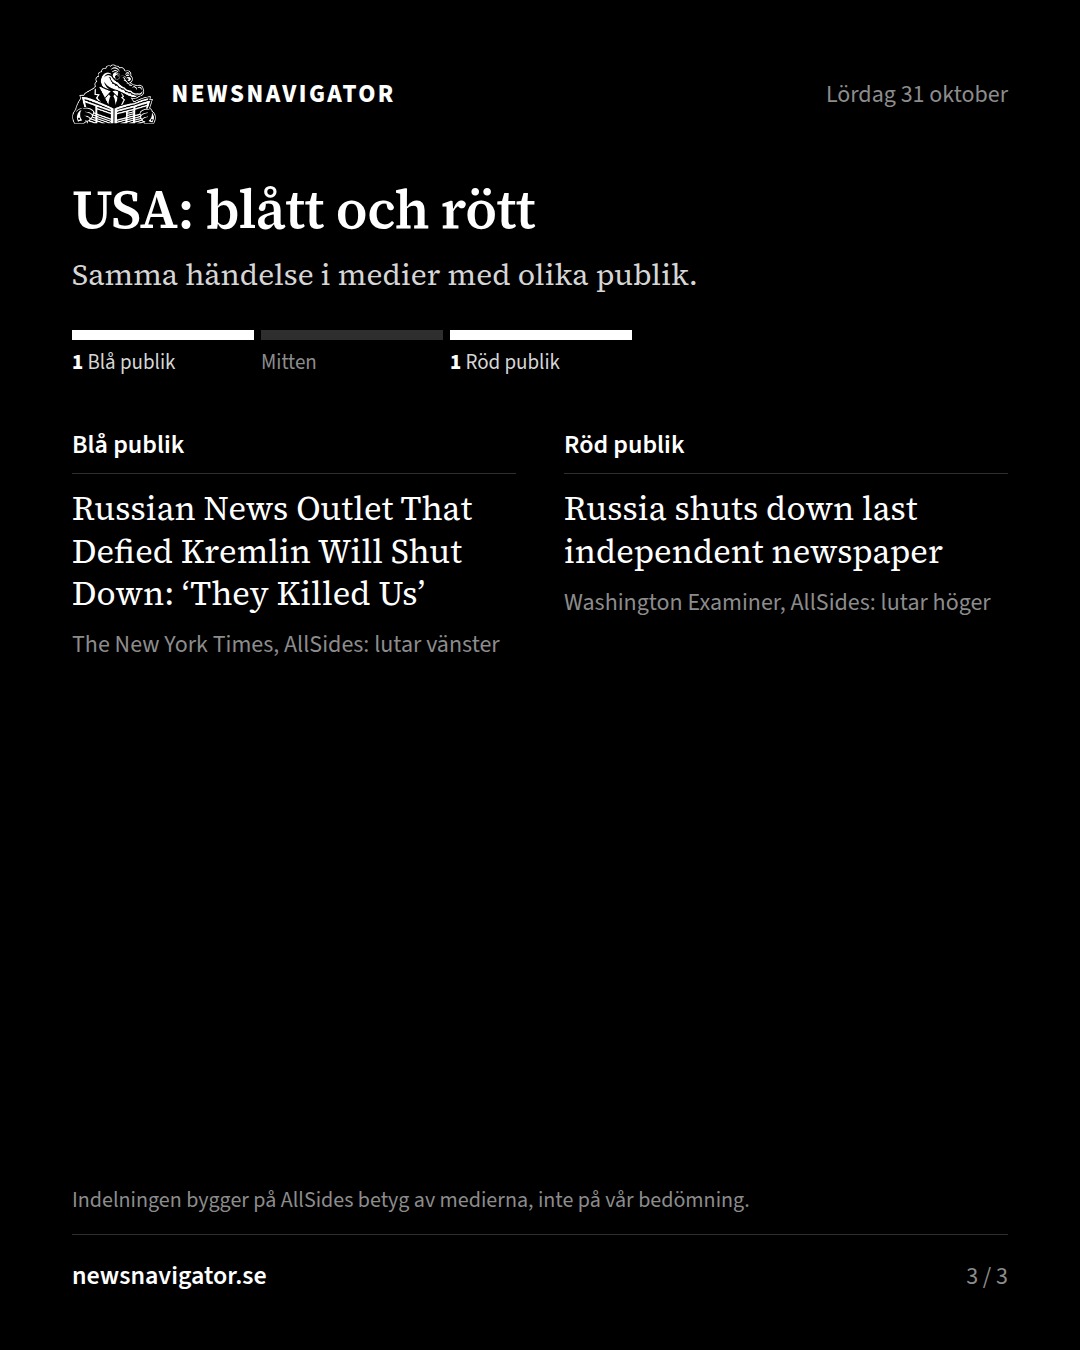 NEWSNAVIGATOR
Lördag 31 oktober
USA: blått och rött
Samma händelse i medier med olika publik.
1 Blå publik
Mitten
1 Röd publik
Blå publik
Russian News Outlet That
Defied Kremlin Will Shut
Down: ‘They Killed Us’
The New York Times, AllSides: lutar vänster
Röd publik
Russia shuts down last
independent newspaper
Washington Examiner, AllSides: lutar höger
Indelningen bygger på AllSides betyg av medierna, inte på vår bedömning.
newsnavigator.se
3 / 3